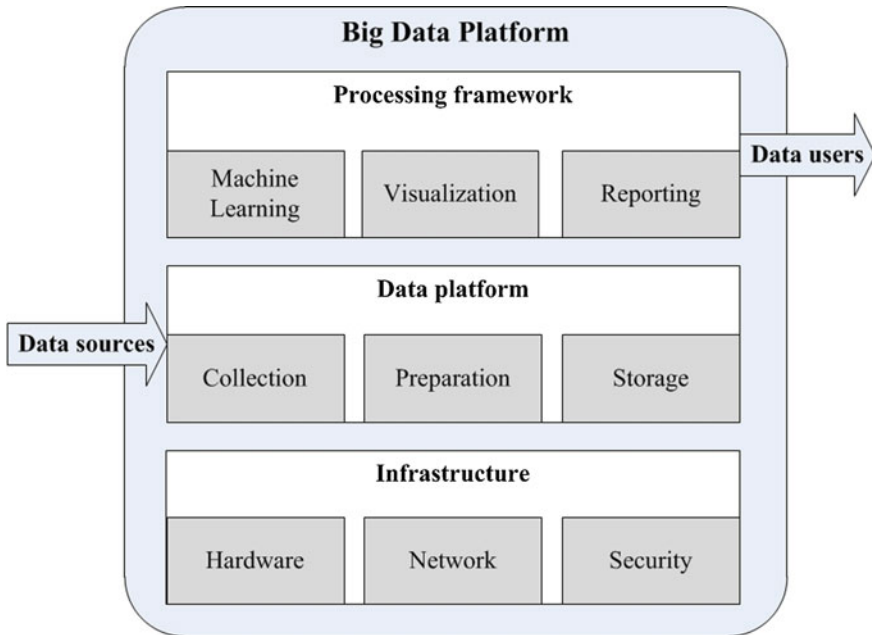 Big Data Platform
Processing framework
Machine
Learning
Visualization
Reporting
Data users
Data platform
Data sources
Collection
Preparation
Storage
Infrastructure
Hardware
Network
Security